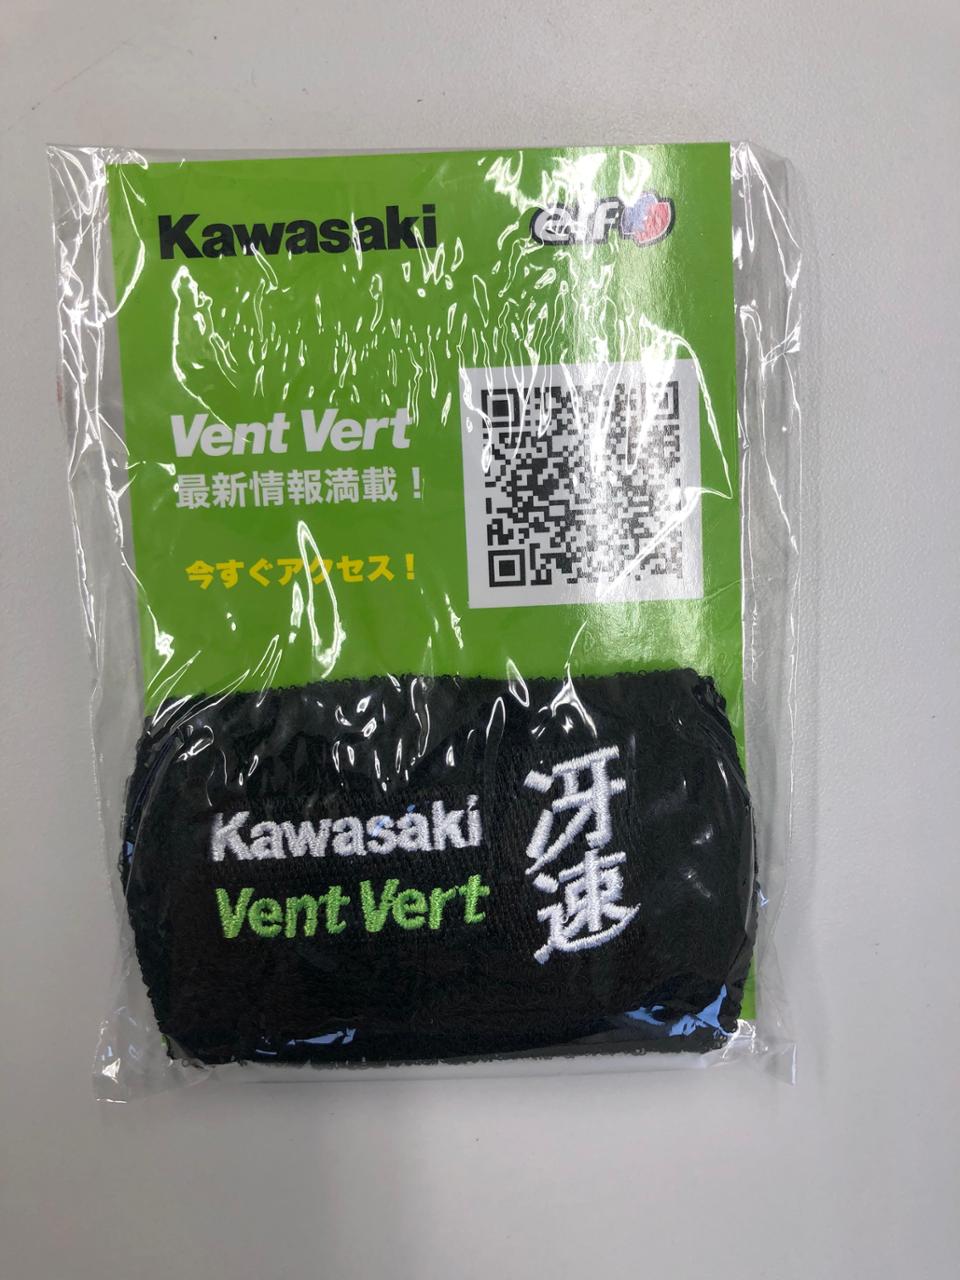 Kawasaki
elf
Vent Vert
最新情報満載！
今すぐアクセス！
Kawasaki
Vent Vert
冴速